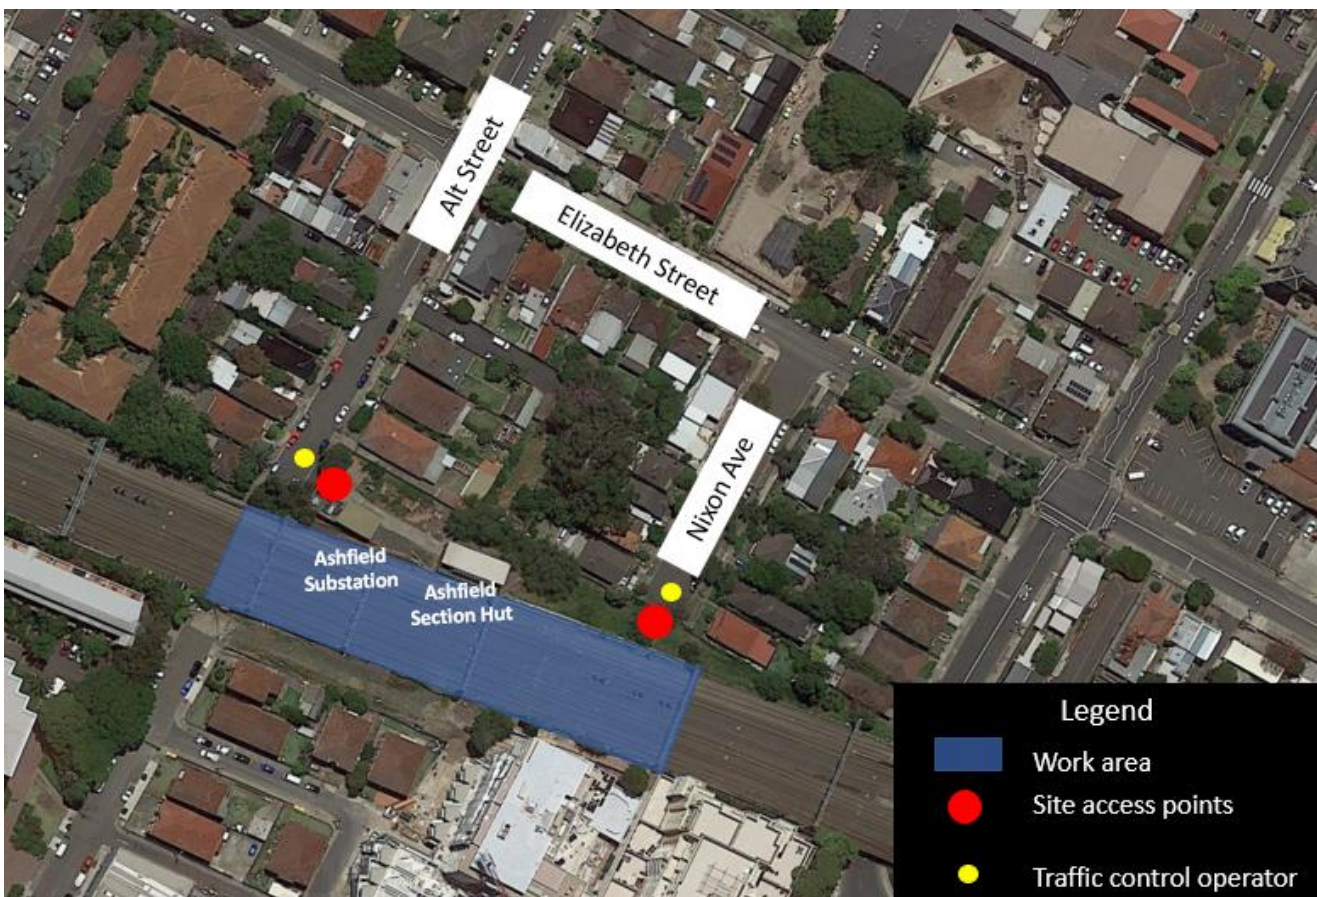 Alt Street
Elizabeth Street
Nixon Ave
Ashfield
Substation
Ashfield
Section Hut
Legend
Work area
Site access points
Traffic control operator